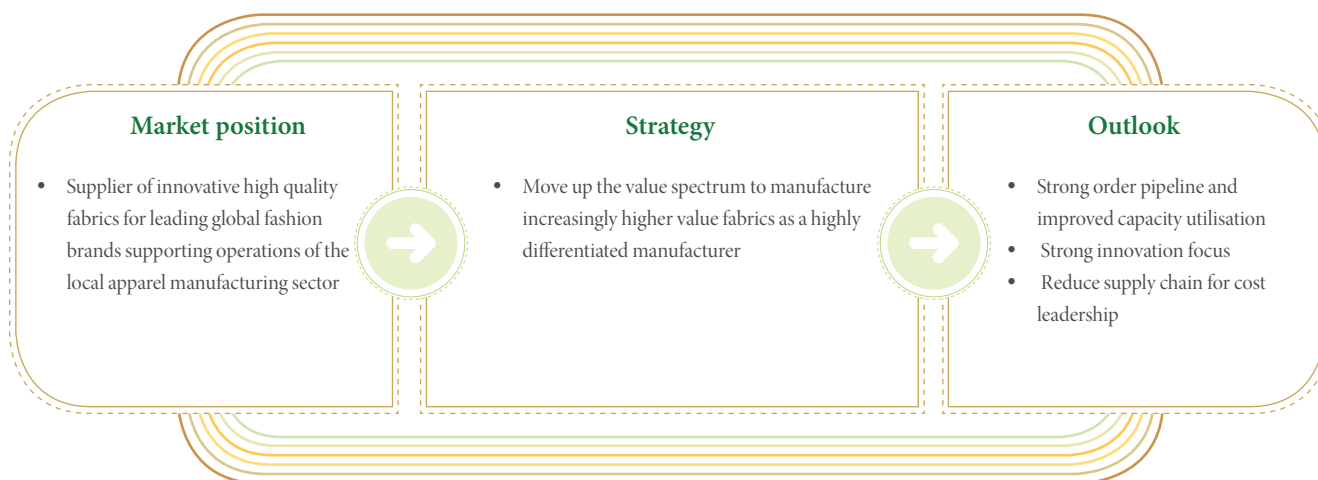 Market position
• Supplier of innovative high quality
fabrics for leading global fashion
brands supporting operations of the
local apparel manufacturing sector
Strategy
• Move up the value spectrum to manufacture
increasingly higher value fabrics as a highly
differentiated manufacturer
Outlook
• Strong order pipeline and
improved capacity utilisation
• Strong innovation focus
• Reduce supply chain for cost
leadership